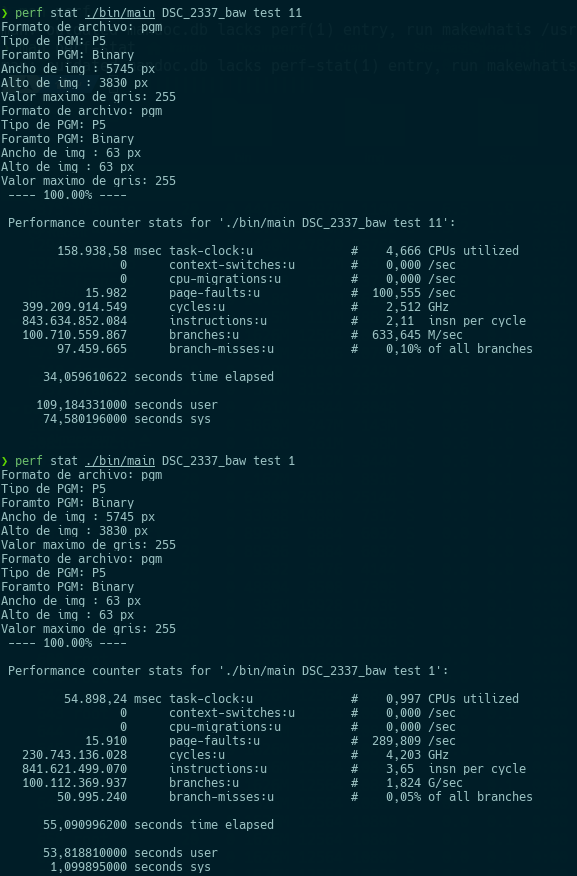 ❯ perf stat ./bin/main DSC_2337_baw test 11
Formato de archivo: pgm
Tipo de PGM: P5
Foramto PGM: Binary
Ancho de img : 5745 px
Alto de img : 3830 px
Valor maximo de gris: 255
Formato de archivo: pgm
Tipo de PGM: P5
Foramto PGM: Binary
Ancho de img : 63 px
Alto de img : 63 px
Valor maximo de gris: 255
---- 100.00% ----
Performance counter stats for './bin/main DSC_2337_baw test 11':
158.938,58 msec task-clock:u # 4,666 CPUs utilized
0 context-switches:u # 0,000 /sec
0 cpu-migrations:u # 0,000 /sec
15.982 page-faults:u # 100,555 /sec
399.209.914.549 cycles:u # 2,512 GHz
843.634.852.084 instructions:u # 2,11 insn per cycle
100.710.559.867 branches:u # 633,645 M/sec
97.459.665 branch-misses:u # 0,10% of all branches
34,059610622 seconds time elapsed
109,184331000 seconds user
74,580196000 seconds sys
❯ perf stat ./bin/main DSC_2337_baw test 1
Formato de archivo: pgm
Tipo de PGM: P5
Foramto PGM: Binary
Ancho de img : 5745 px
Alto de img : 3830 px
Valor maximo de gris: 255
Formato de archivo: pgm
Tipo de PGM: P5
Foramto PGM: Binary
Ancho de img : 63 px
Alto de img : 63 px
Valor maximo de gris: 255
---- 100.00% ----
Performance counter stats for './bin/main DSC_2337_baw test 1':
54.898,24 msec task-clock:u # 0,997 CPUs utilized
0 context-switches:u # 0,000 /sec
0 cpu-migrations:u # 0,000 /sec
15.910 page-faults:u # 289,809 /sec
230.743.136.028 cycles:u # 4,203 GHz
841.621.499.070 instructions:u # 3,65 insn per cycle
100.112.369.937 branches:u # 1,824 G/sec
50.995.240 branch-misses:u # 0,05% of all branches
55,090996200 seconds time elapsed
53,818810000 seconds user
1,099895000 seconds sys